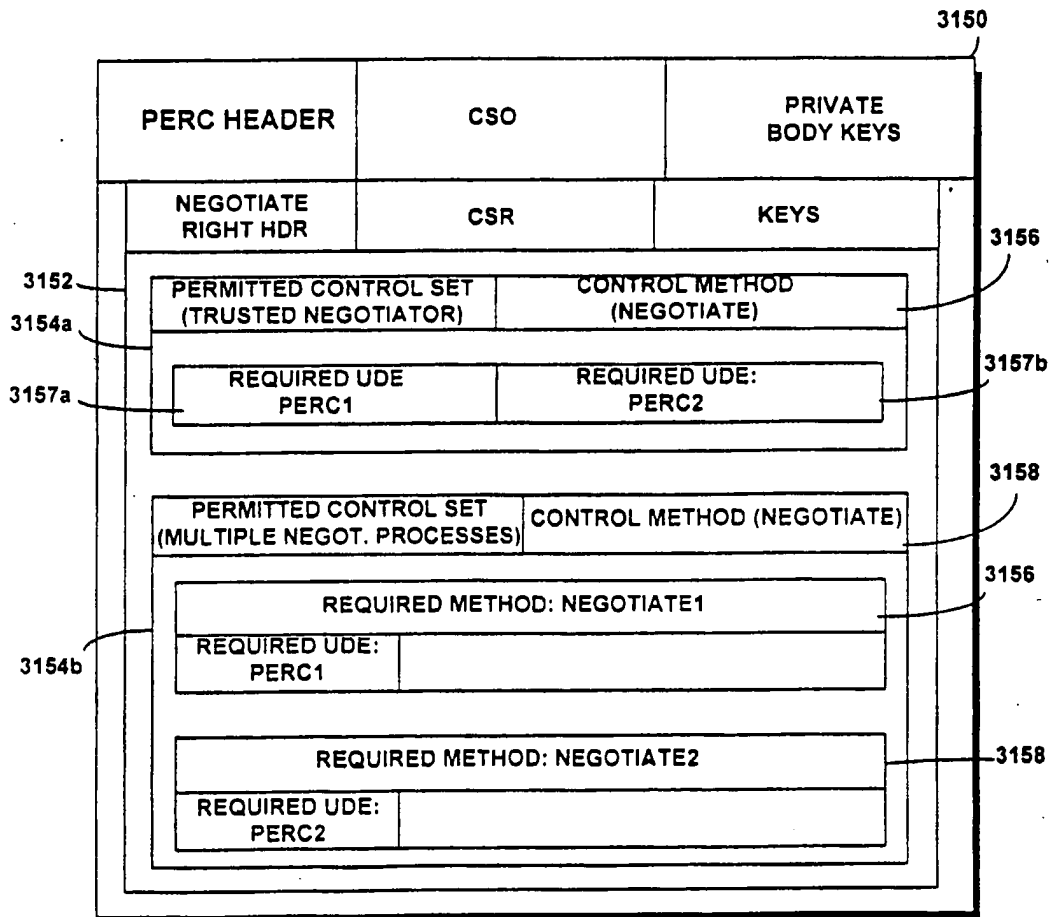 3150
PERC HEADER
CSO
PRIVATE
BODY KEYS
NEGOTIATE
RIGHT HDR
CSR
KEYS
3156
3152
PERMITTED CONTROL SET
(TRUSTED NEGOTIATOR)
CONTROL METHOD
(NEGOTIATE)
3154a
REQUIRED UDE
PERC1
REQUIRED UDE:
PERC2
3157b
3157a
3158
PERMITTED CONTROL SET
(MULTIPLE NEGOT. PROCESSES)
CONTROL METHOD (NEGOTIATE)
3156
REQUIRED METHOD: NEGOTIATE1
REQUIRED UDE:
PERC1
3154b
REQUIRED METHOD: NEGOTIATE2
3158
REQUIRED UDE:
PERC2